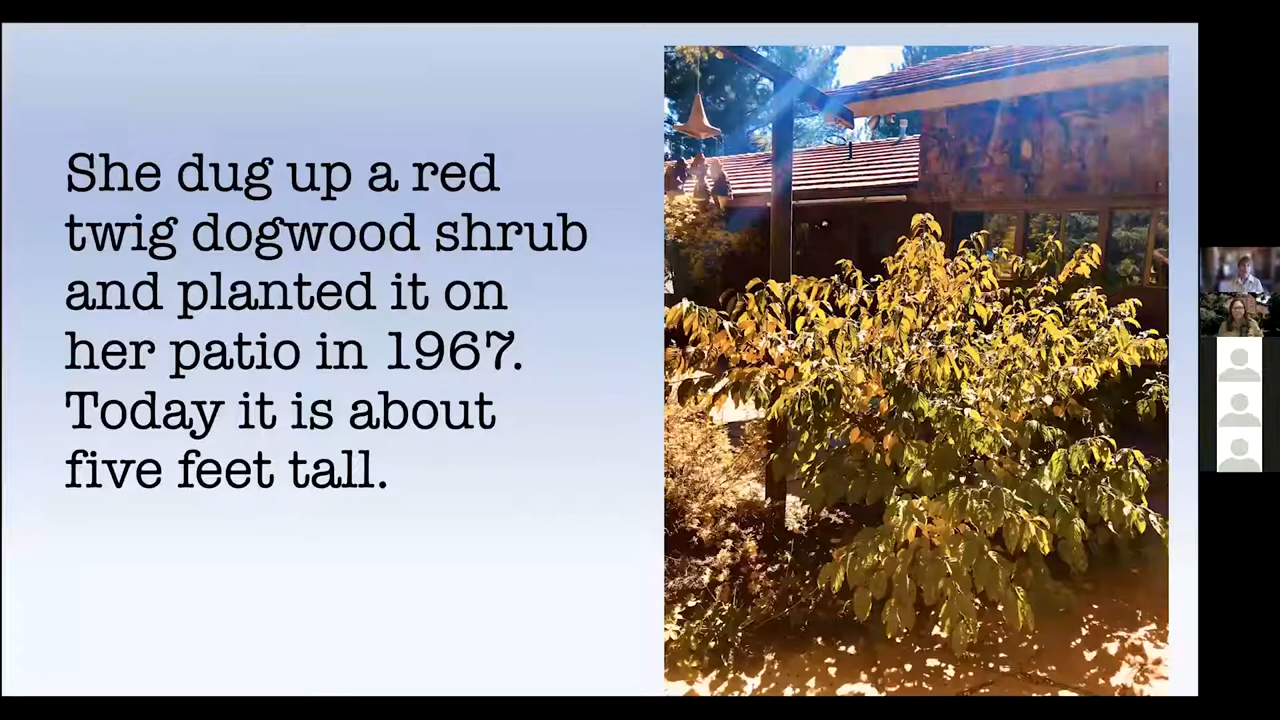 She dug up a red
twig dogwood shrub
and planted it on
her patio in 1967.
Today it is about
five feet tall.